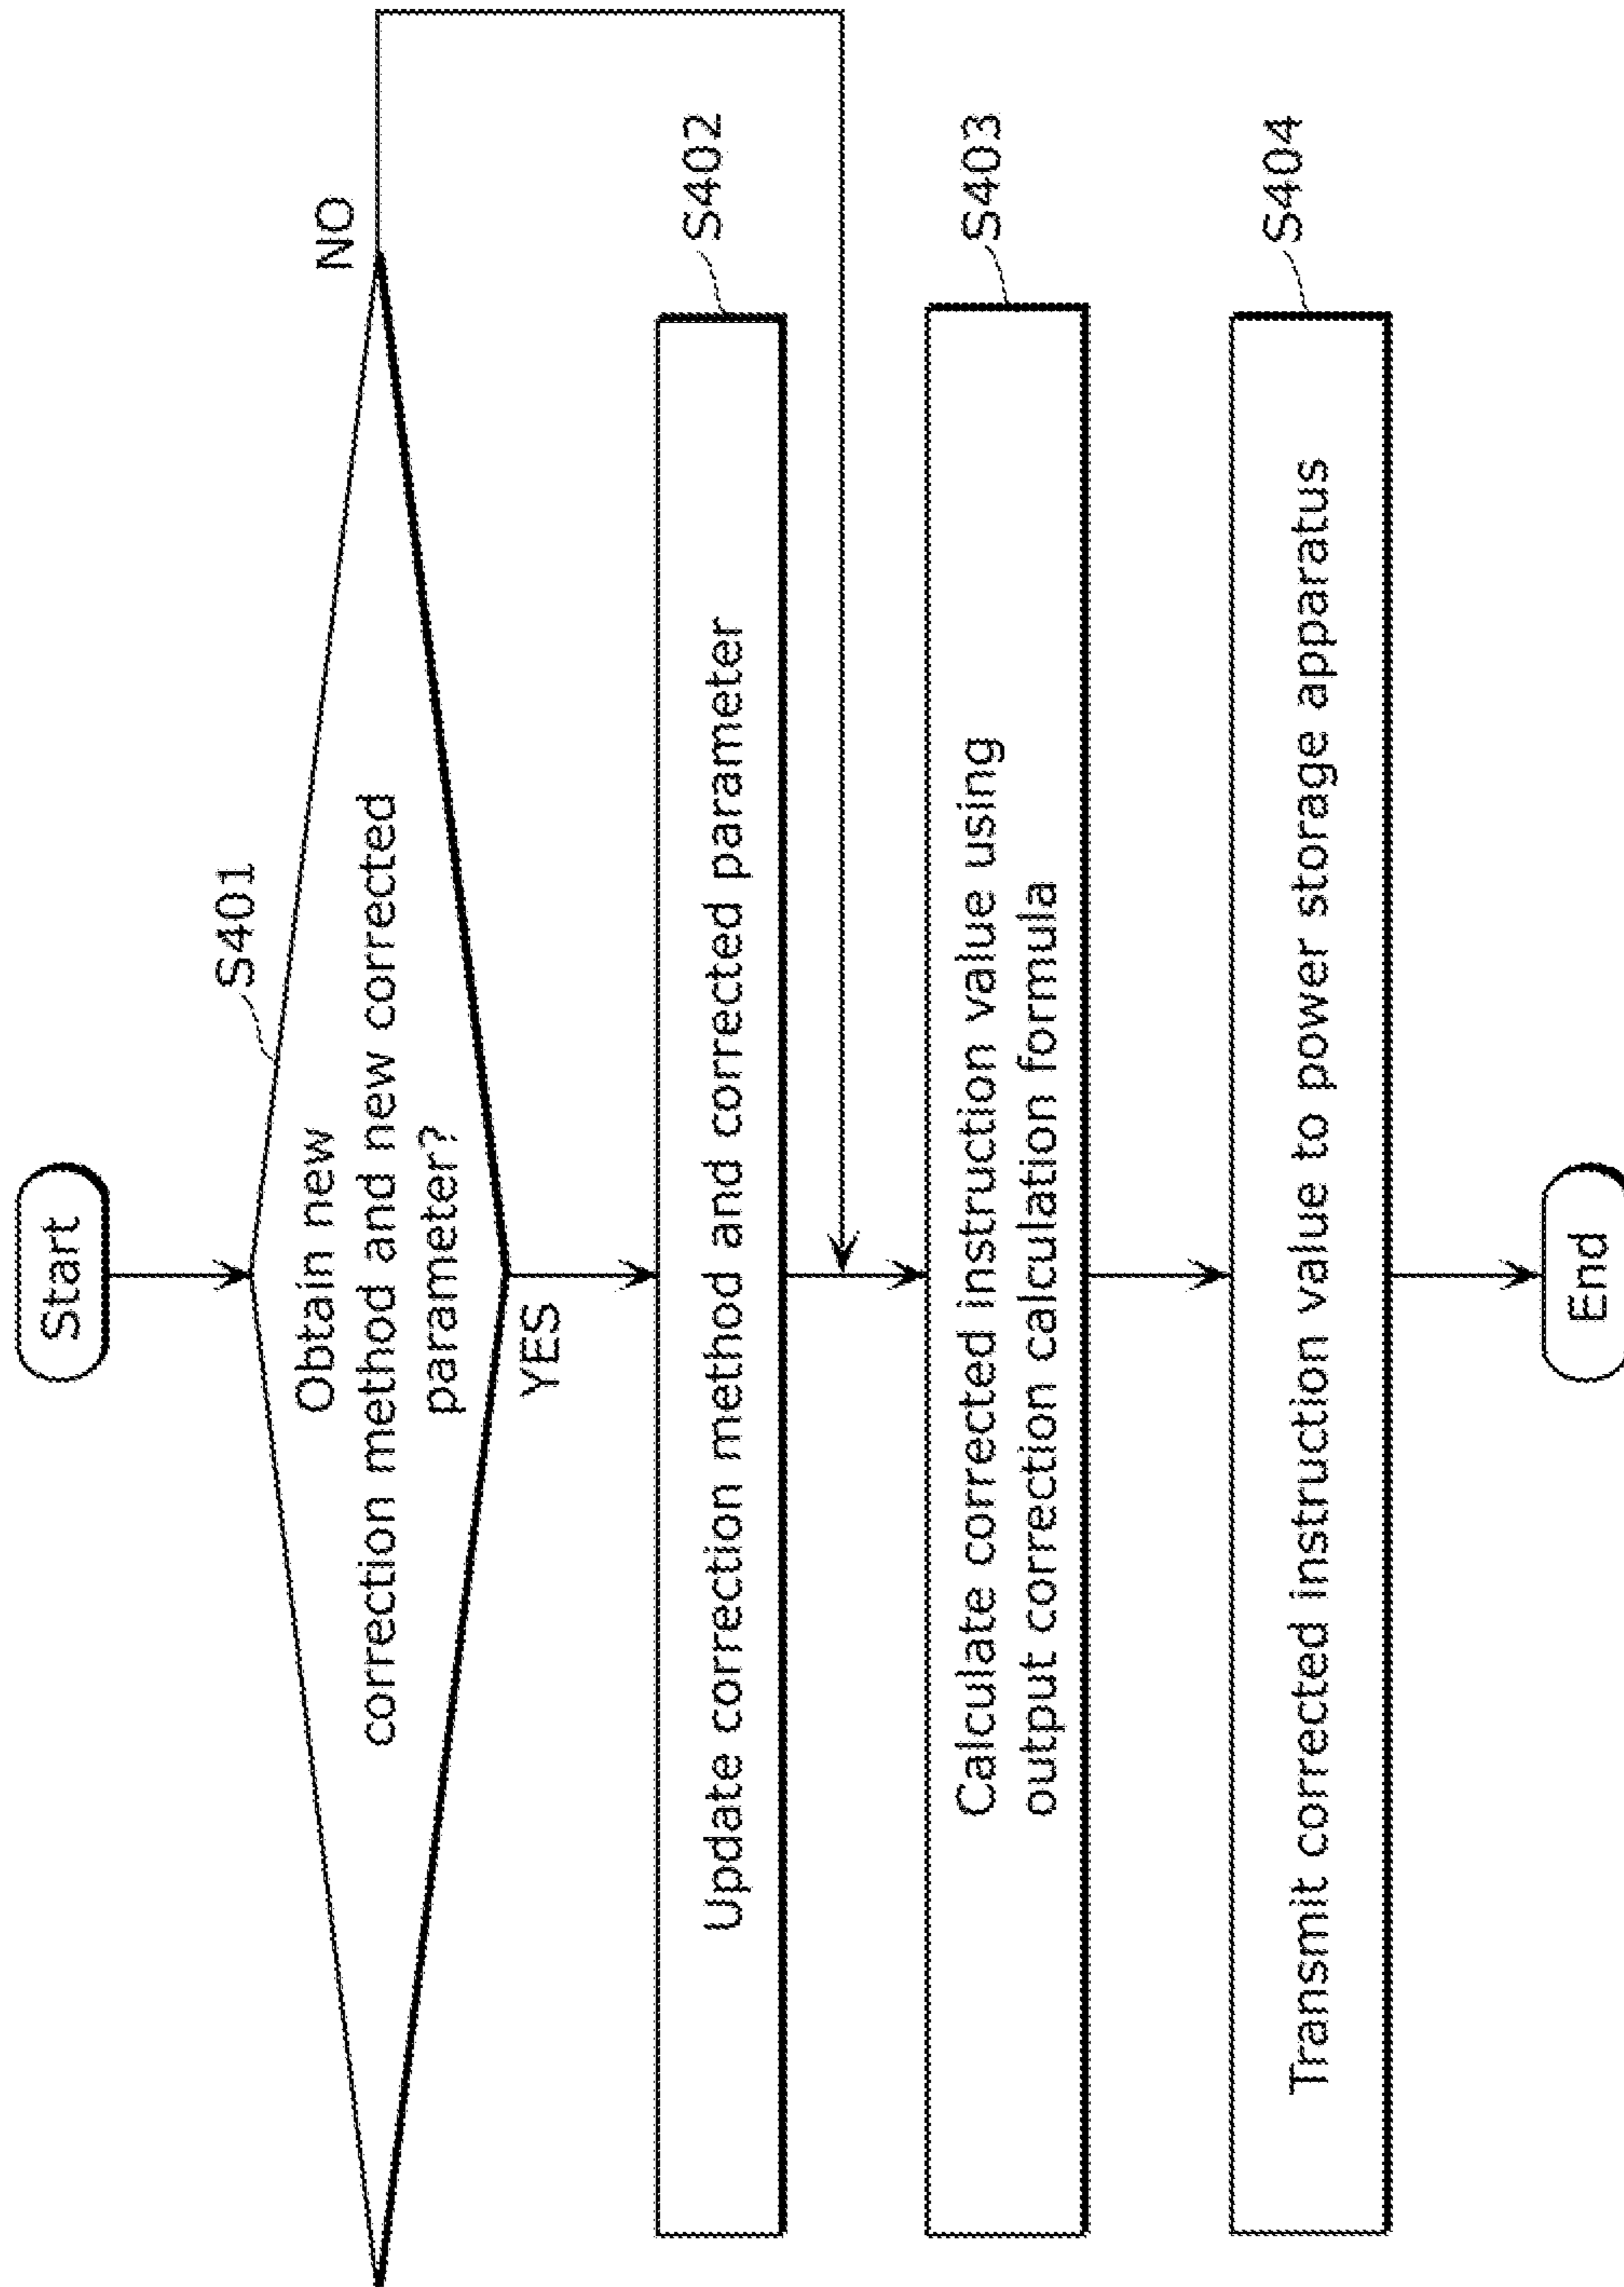 Start
S401
Obtain new
correction method and new corrected
parameter?
NO
YES
S402
Update correction method and corrected parameter
S403
Calculate corrected instruction value using
output correction calculation formula
S404
Transmit corrected instruction value to power storage apparatus
End